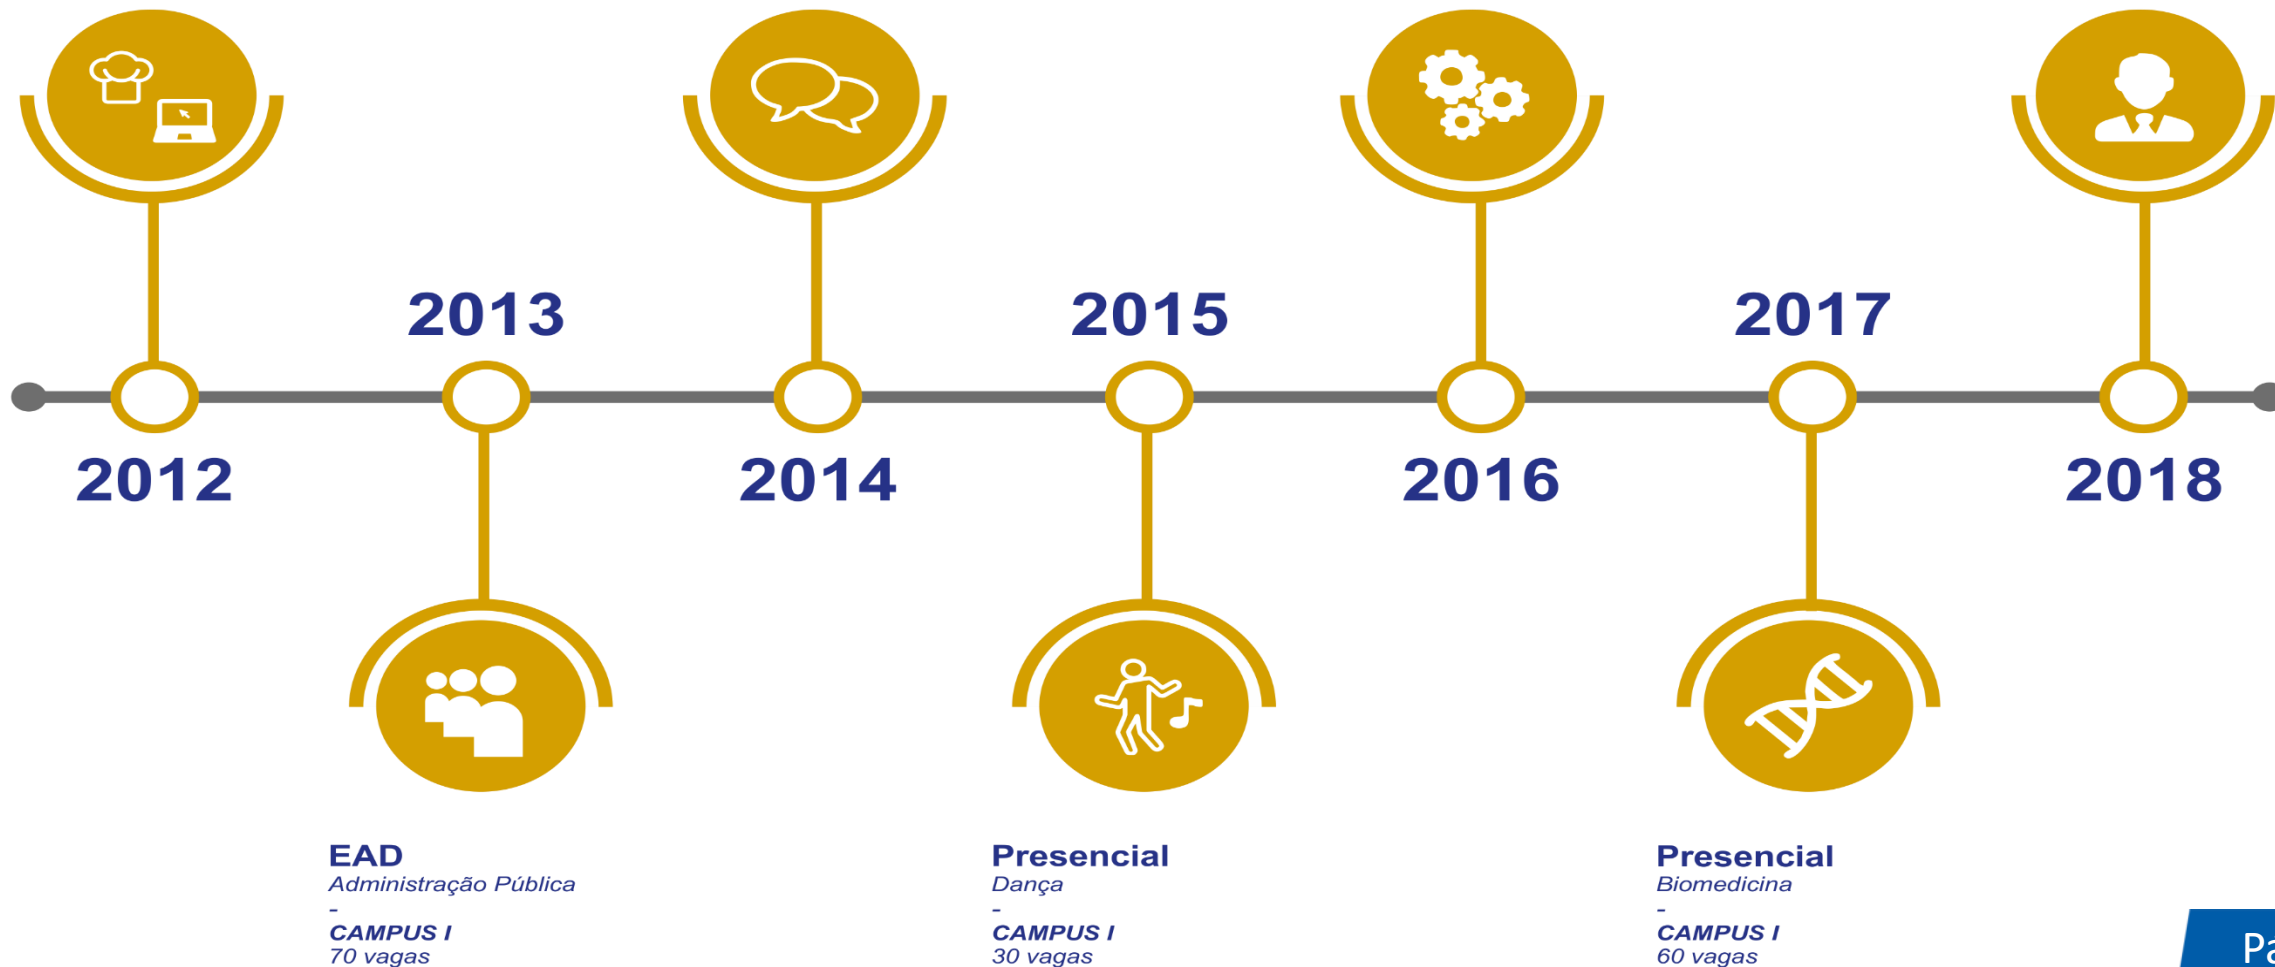 2013
2015
2017
2012
2014
2016
2018
EAD
Administração Pública
-
CAMPUS I
70 vagas
Presencial
Dança
-
CAMPUS I
30 vagas
Presencial
Biomedicina
-
CAMPUS I
60 vagas